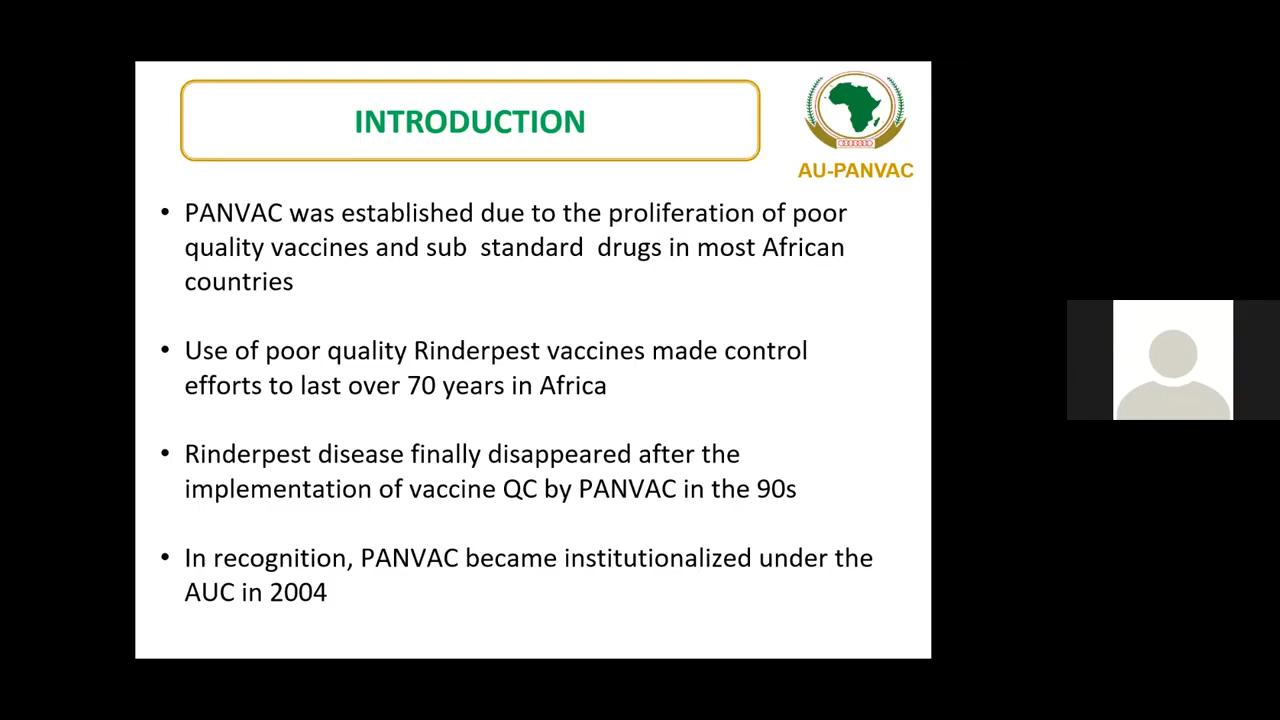 INTRODUCTION
AU-PANVAC
• PANVAC was established due to the proliferation of poor
quality vaccines and sub  standard  drugs in most African
countries
• Use of poor quality Rinderpest vaccines made control
efforts to last over 70 years in Africa
• Rinderpest disease finally disappeared after the
implementation of vaccine QC by PANVAC in the 90s
• In recognition, PANVAC became institutionalized under the
AUC in 2004